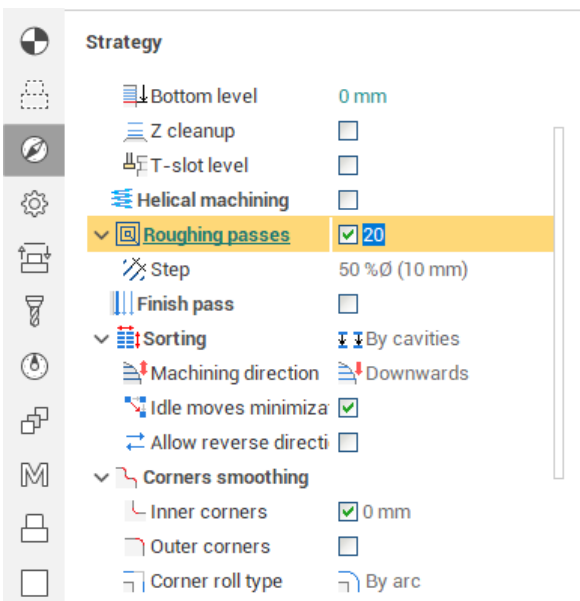 Strategy
Bottom level 0 mm
Z cleanup
T-slot level
Helical machining
Roughing passes 20
Step 50 %Ø (10 mm)
Finish pass
Sorting By cavities
Machining direction Downwards
Idle moves minimiza
Allow reverse directi
Corners smoothing
Inner corners 0 mm
Outer corners
Corner roll type By arc